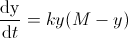 dy/dt = ky(M − y)